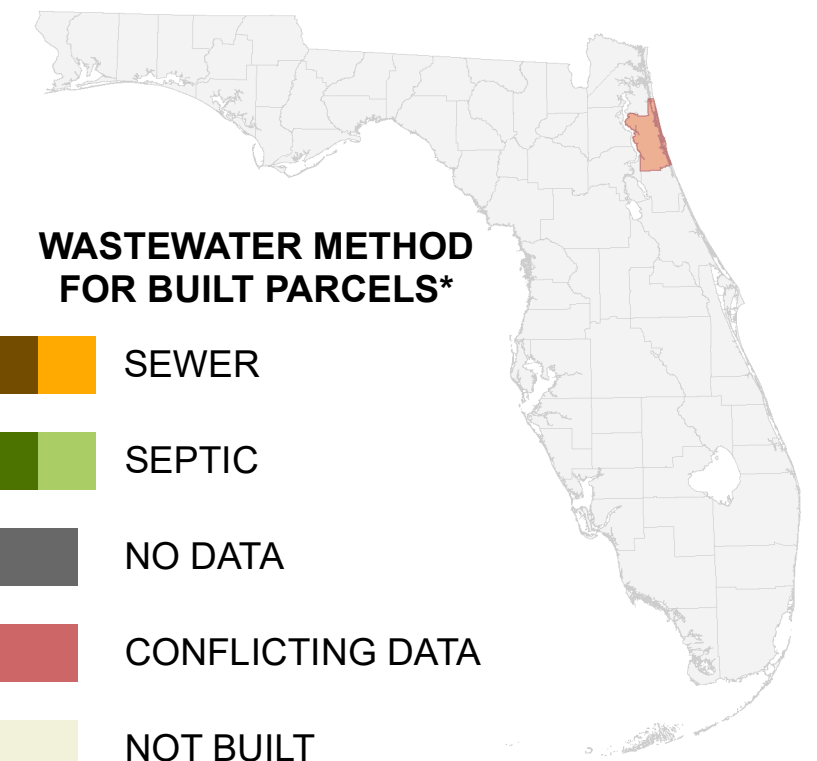 WASTEWATER METHOD
FOR BUILT PARCELS*
SEWER
SEPTIC
NO DATA
CONFLICTING DATA
NOT BUILT